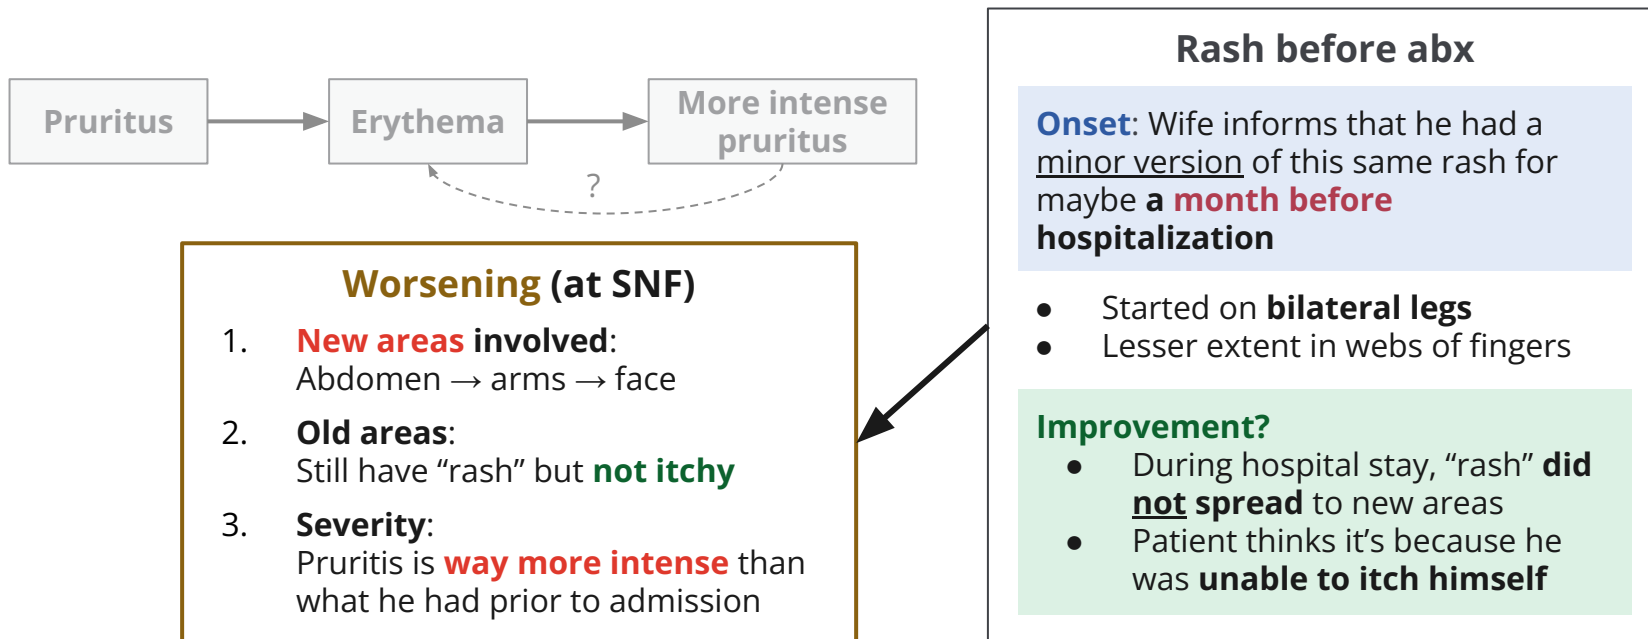 Pruritus
Erythema
More intense
pruritus
?
Worsening (at SNF)
1. New areas involved:
Abdomen → arms → face
2. Old areas:
Still have “rash” but not itchy
3. Severity:
Pruritis is way more intense than
what he had prior to admission
Rash before abx
Onset: Wife informs that he had a
minor version of this same rash for
maybe a month before
hospitalization
● Started on bilateral legs
● Lesser extent in webs of fingers
Improvement?
● During hospital stay, “rash” did
not spread to new areas
● Patient thinks it’s because he
was unable to itch himself